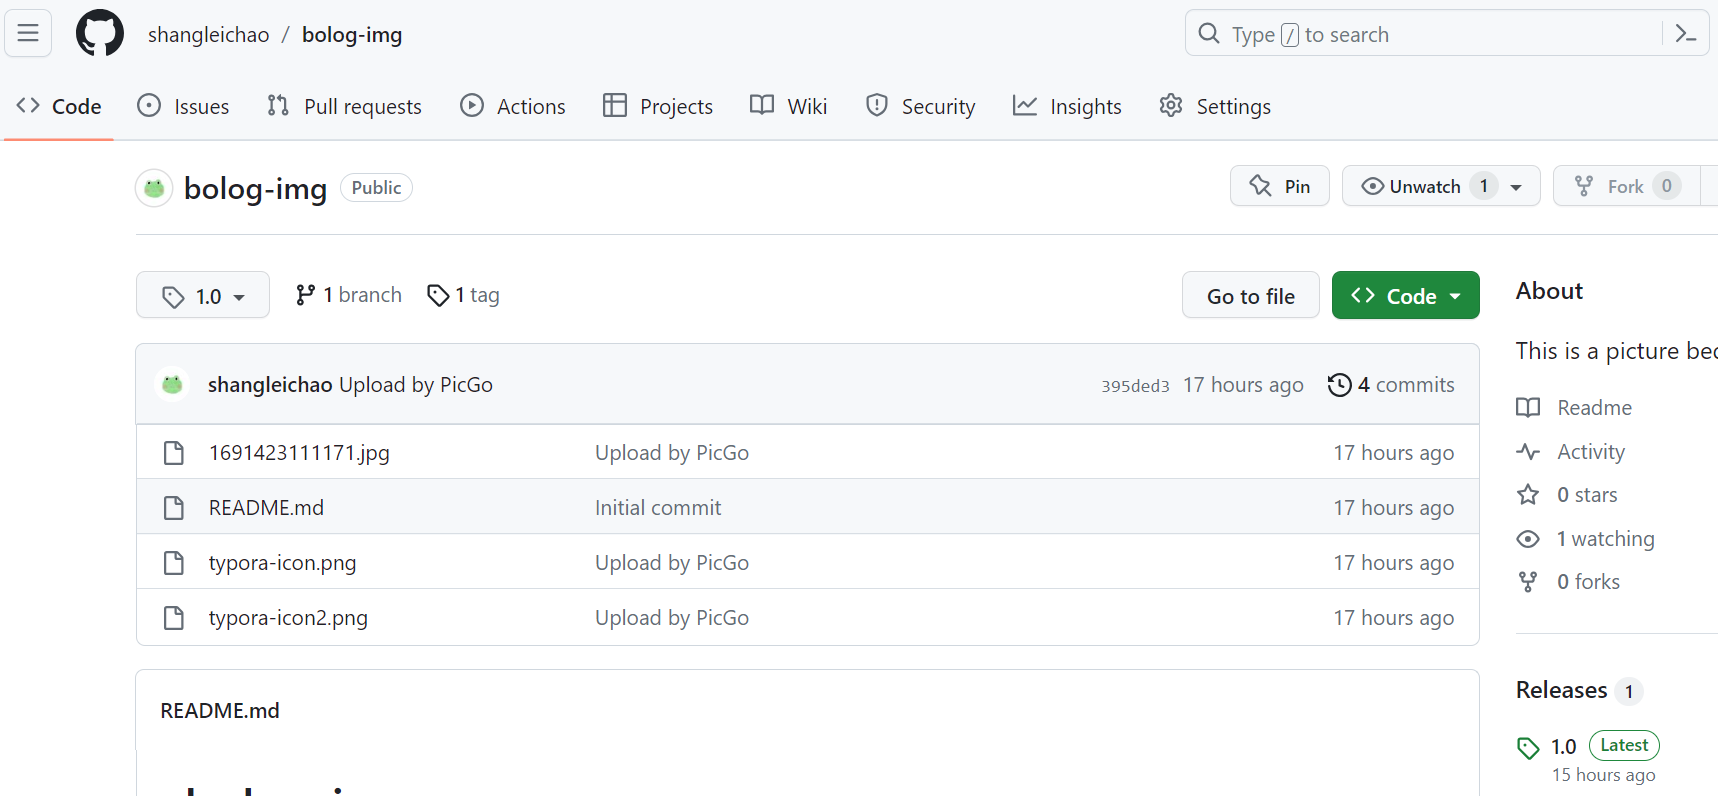 shangleichao / bolog-img
Type / to search
Code Issues Pull requests Actions Projects Wiki Security Insights Settings
bolog-img Public
Pin Unwatch 1 Fork 0
1.0 1 branch 1 tag Go to file Code
shangleichao Upload by PicGo 395ded3 17 hours ago 4 commits
1691423111171.jpg Upload by PicGo 17 hours ago
README.md Initial commit 17 hours ago
typora-icon.png Upload by PicGo 17 hours ago
typora-icon2.png Upload by PicGo 17 hours ago
README.md
About
This is a picture
Readme
Activity
0 stars
1 watching
0 forks
Releases 1
1.0 Latest
15 hours ago